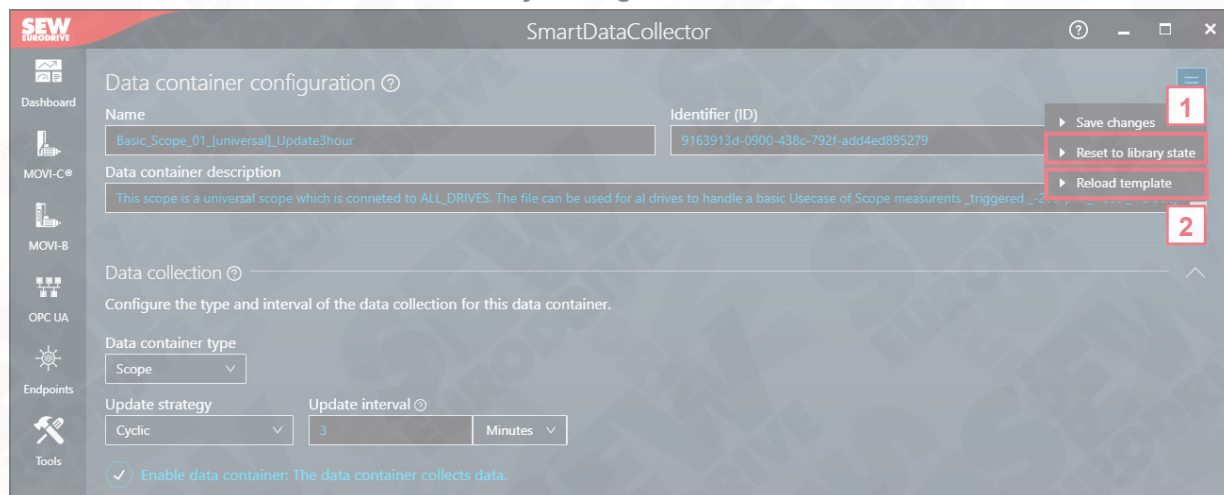 SEW
EURODRIVE
SmartDataCollector
Dashboard
MOVI-C®
MOVI-B
OPC UA
Endpoints
Tools
Data container configuration
Name
Identifier (ID)
Basic_Scope_01_[universal]_Update3hour
9163913d-0900-438c-792f-add4ed895279
1
Save changes
Reset to library state
Reload template
2
Data container description
This scope is a universal scope which is conneted to ALL_DRIVES. The file can be used for al drives to handle a basic Usecase of Scope measurents _triggered
Data collection
Configure the type and interval of the data collection for this data container.
Data container type
Scope
Update strategy
Update interval
Cyclic
3
Minutes
Enable data container: The data container collects data.